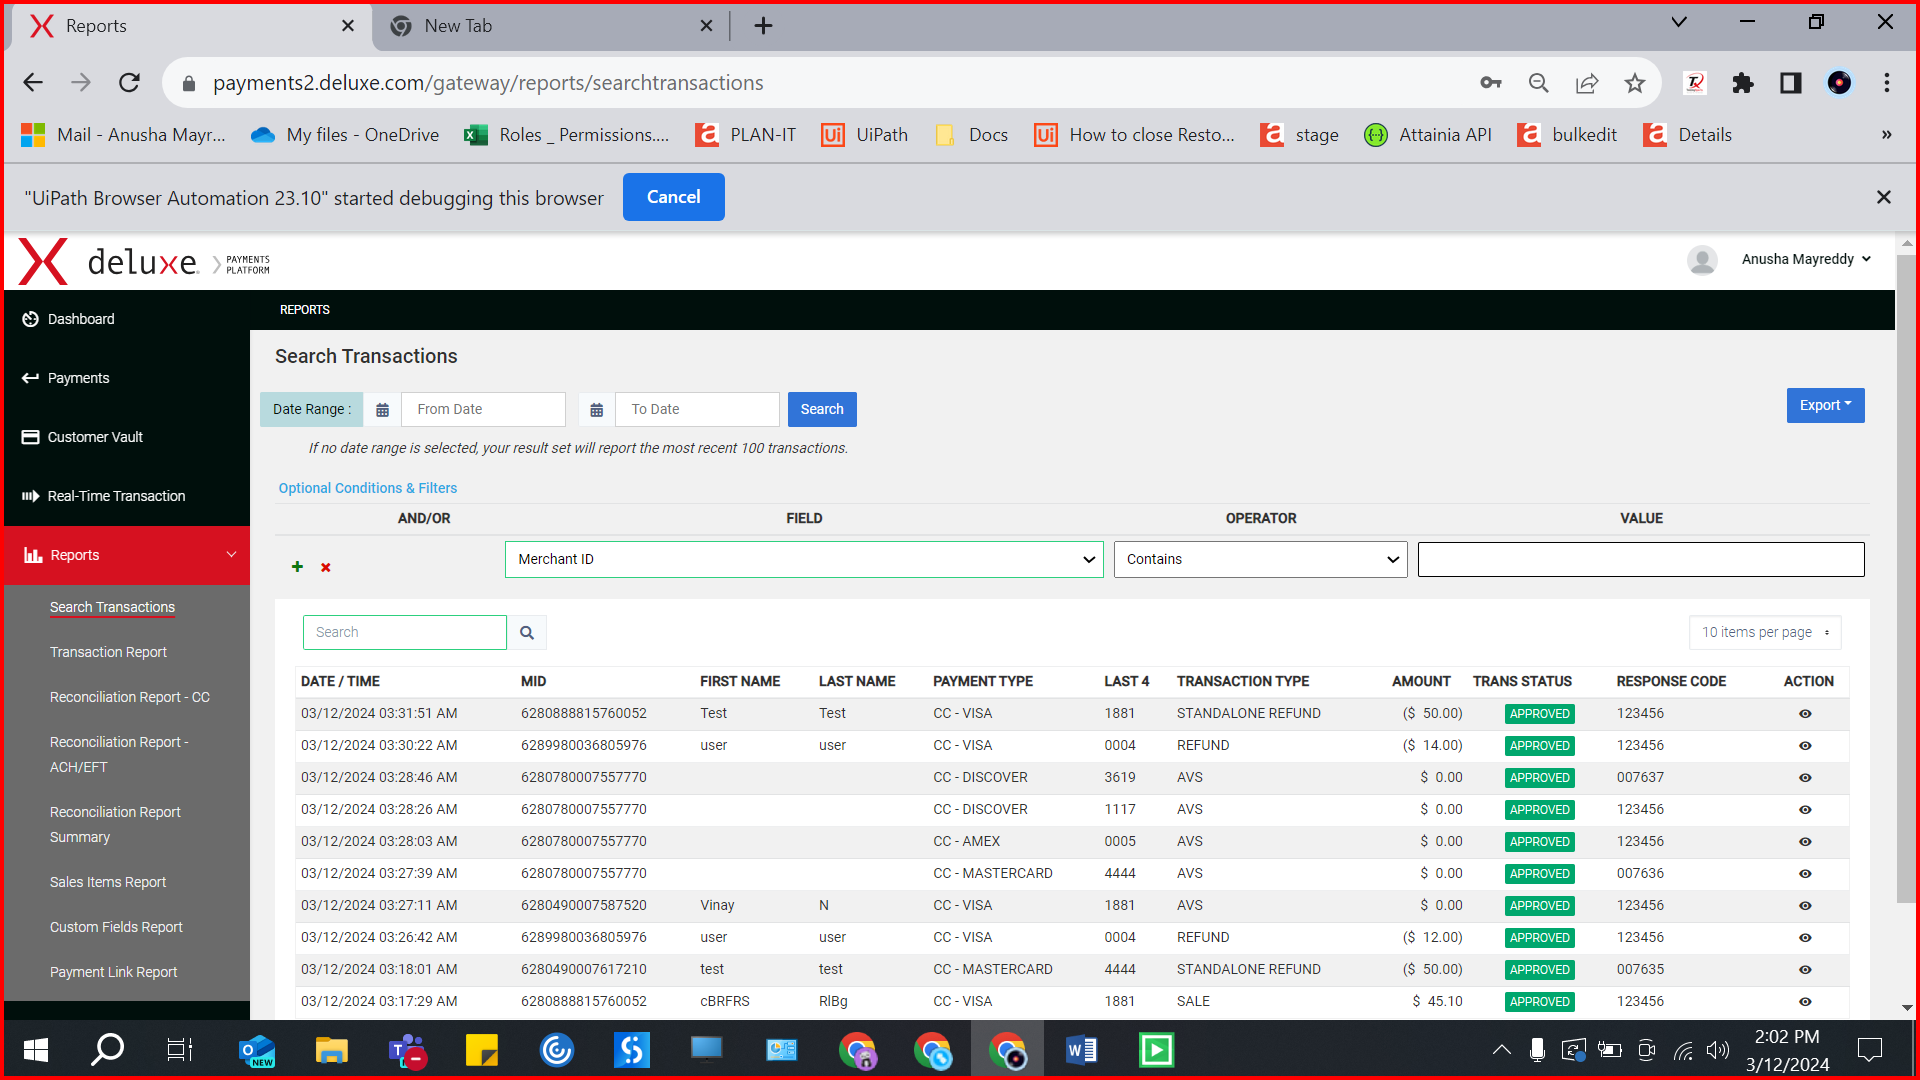 Reports
New Tab
payments2.deluxe.com/gateway/reports/searchtransactions
Mail - Anusha Mayr... My files - OneDrive Roles _ Permissions.... PLAN-IT UiPath Docs How to close Resto... stage Attainia API bulkedit Details »
"UiPath Browser Automation 23.10" started debugging this browser Cancel
deluxe. PAYMENTS PLATFORM
Anusha Mayreddy
Dashboard
Payments
Customer Vault
Real-Time Transaction
Reports
Search Transactions
Transaction Report
Reconciliation Report - CC
Reconciliation Report -
ACH/EFT
Reconciliation Report
Summary
Sales Items Report
Custom Fields Report
Payment Link Report
REPORTS
Search Transactions
Date Range : From Date To Date Search Export
If no date range is selected, your result set will report the most recent 100 transactions.
Optional Conditions & Filters
AND/OR FIELD OPERATOR VALUE
Merchant ID Contains
Search 10 items per page
DATE / TIME MID FIRST NAME LAST NAME PAYMENT TYPE LAST 4 TRANSACTION TYPE AMOUNT TRANS STATUS RESPONSE CODE ACTION
03/12/2024 03:31:51 AM 6280888815760052 Test Test CC - VISA 1881 STANDALONE REFUND ($ 50.00) APPROVED 123456
03/12/2024 03:30:22 AM 6289980036805976 user user CC - VISA 0004 REFUND ($ 14.00) APPROVED 123456
03/12/2024 03:28:46 AM 6280780007557770 CC - DISCOVER 3619 AVS $ 0.00 APPROVED 007637
03/12/2024 03:28:26 AM 6280780007557770 CC - DISCOVER 1117 AVS $ 0.00 APPROVED 123456
03/12/2024 03:28:03 AM 6280780007557770 CC - AMEX 0005 AVS $ 0.00 APPROVED 123456
03/12/2024 03:27:39 AM 6280780007557770 CC - MASTERCARD 4444 AVS $ 0.00 APPROVED 007636
03/12/2024 03:27:11 AM 6280490007587520 Vinay N CC - VISA 1881 AVS $ 0.00 APPROVED 123456
03/12/2024 03:26:42 AM 6289980036805976 user user CC - VISA 0004 REFUND ($ 12.00) APPROVED 123456
03/12/2024 03:18:01 AM 6280490007617210 test test CC - MASTERCARD 4444 STANDALONE REFUND ($ 50.00) APPROVED 007635
03/12/2024 03:17:29 AM 6280888815760052 cBRFRS RlBg CC - VISA 1881 SALE $ 45.10 APPROVED 123456
NEW
2:02 PM
3/12/2024